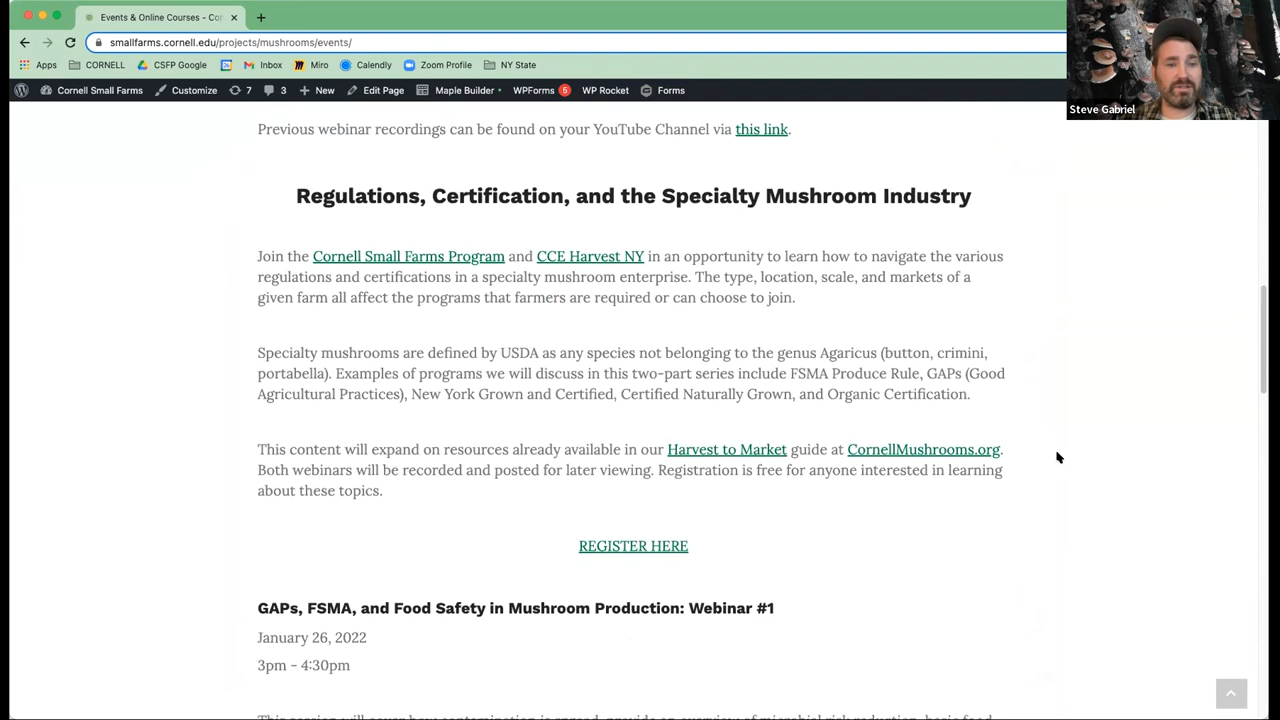 Events & Online Courses - Cor
smallfarms.cornell.edu/projects/mushrooms/events/
Apps CORNELL CSFP Google Inbox Miro Calendly Zoom Profile NY State
Cornell Small Farms Customize 7 3 New Edit Page Maple Builder WPForms 5 WP Rocket Forms
Steve Gabriel
Previous webinar recordings can be found on your YouTube Channel via this link.
Regulations, Certification, and the Specialty Mushroom Industry
Join the Cornell Small Farms Program and CCE Harvest NY in an opportunity to learn how to navigate the various
regulations and certifications in a specialty mushroom enterprise. The type, location, scale, and markets of a
given farm all affect the programs that farmers are required or can choose to join.
Specialty mushrooms are defined by USDA as any species not belonging to the genus Agaricus (button, crimini,
portabella). Examples of programs we will discuss in this two-part series include FSMA Produce Rule, GAPs (Good
Agricultural Practices), New York Grown and Certified, Certified Naturally Grown, and Organic Certification.
This content will expand on resources already available in our Harvest to Market guide at CornellMushrooms.org.
Both webinars will be recorded and posted for later viewing. Registration is free for anyone interested in learning
about these topics.
REGISTER HERE
GAPs, FSMA, and Food Safety in Mushroom Production: Webinar #1
January 26, 2022
3pm - 4:30pm